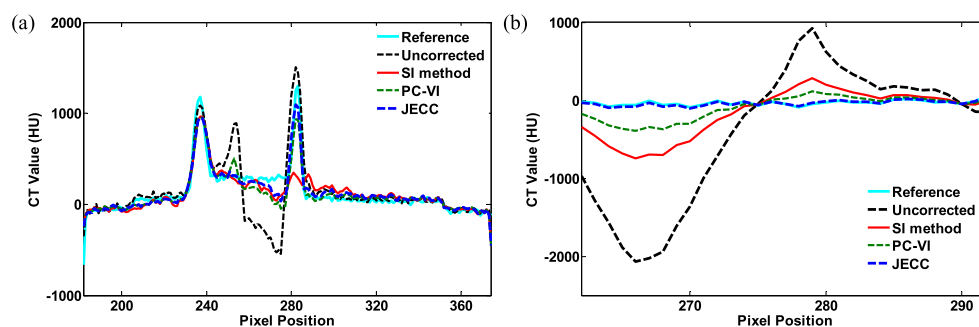 (a)
2000
1000
0
-1000
CT Value (HU)
200
240
280
320
360
Pixel Position
Reference
Uncorrected
SI method
PC-VI
JECC
(b)
1000
0
-1000
-2000
CT Value (HU)
270
280
290
Pixel Position
Reference
Uncorrected
SI method
PC-VI
JECC